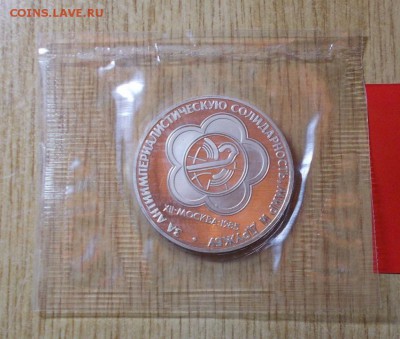 COINS.LAVE.RU
ЗА АНТИИМПЕРИАЛИСТИЧЕСКУЮ СОЛИДАРНОСТЬ, МИР И ДРУЖБУ •
XII•МОСКВА•1985